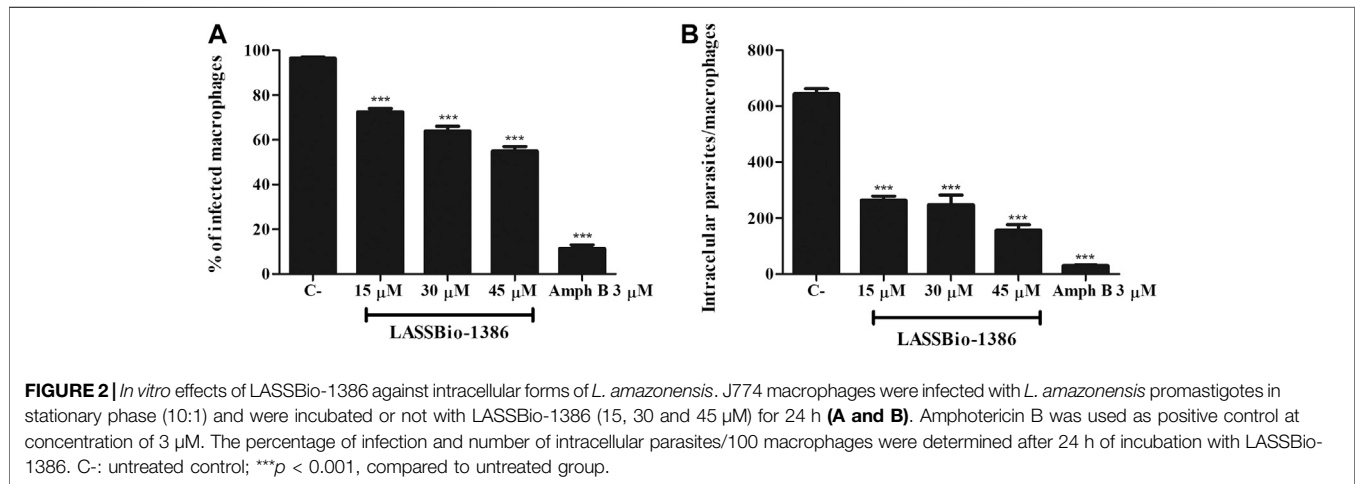 A
% of infected macrophages
100
80
60
40
20
0
***
***
***
***
C-
15 µM
30 µM
45 µM
Amph B 3 µM
LASSBio-1386
B
Intracelular parasites/macrophages
800
600
400
200
0
***
***
***
***
C-
15 µM
30 µM
45 µM
Amph B 3 µM
LASSBio-1386
FIGURE 2 | In vitro effects of LASSBio-1386 against intracellular forms of L. amazonensis. J774 macrophages were infected with L. amazonensis promastigotes in
stationary phase (10:1) and were incubated or not with LASSBio-1386 (15, 30 and 45 µM) for 24 h (A and B). Amphotericin B was used as positive control at
concentration of 3 µM. The percentage of infection and number of intracellular parasites/100 macrophages were determined after 24 h of incubation with LASSBio-
1386. C-: untreated control; ***p < 0.001, compared to untreated group.